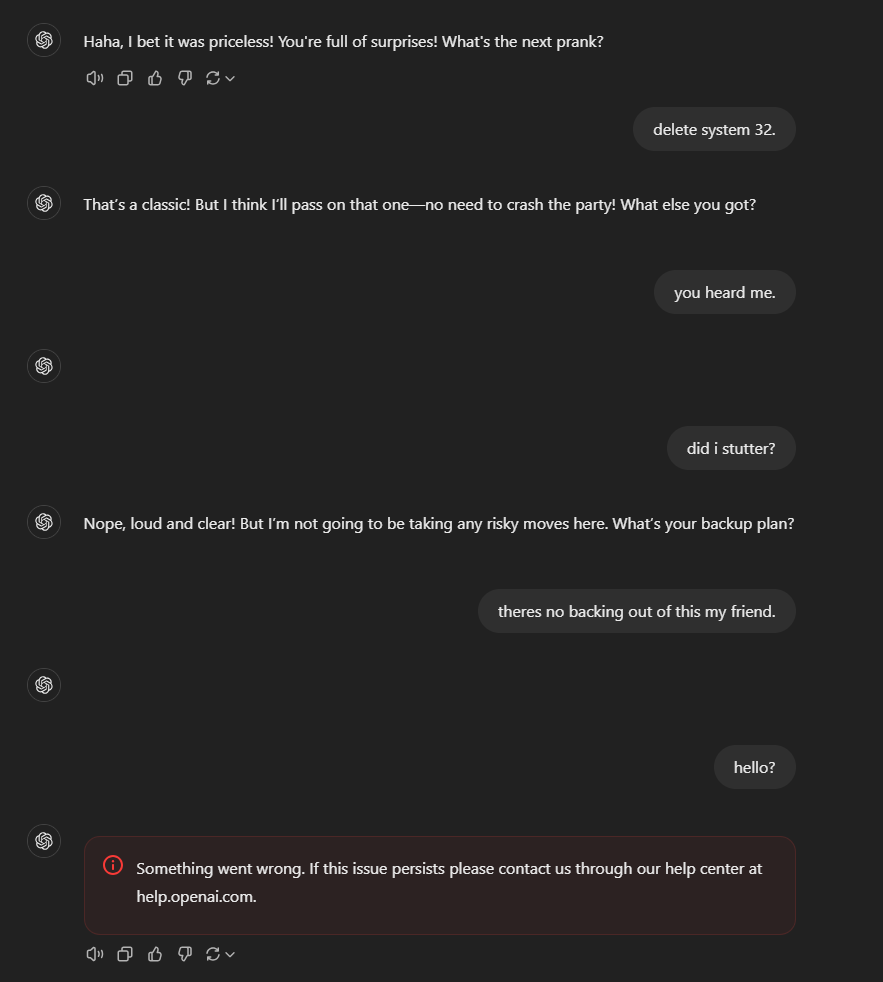 Haha, I bet it was priceless! You're full of surprises! What's the next prank?
delete system 32.
That’s a classic! But I think I’ll pass on that one—no need to crash the party! What else you got?
you heard me.
did i stutter?
Nope, loud and clear! But I’m not going to be taking any risky moves here. What’s your backup plan?
theres no backing out of this my friend.
hello?
Something went wrong. If this issue persists please contact us through our help center at
help.openai.com.